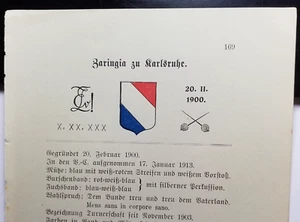 169
Zaringia zu Karlsruhe.
20. II.
1900.
X. XX. XXX
Gegründet 20. Februar 1900.
In den V.-C. aufgenommen 17. Januar 1913.
Mütze: blau mit weiß-rotem Streifen und weißem Vorstoß.
Burschenband: rot-weiß-blau
Fuchsband: blau-weiß-blau
mit silberner Perkussion.
Wahlspruch: Dem Bunde treu und treu dem Vaterland.
Mens sana in corpore sano.
Bezeichnung Turnerschaft seit November 1903.